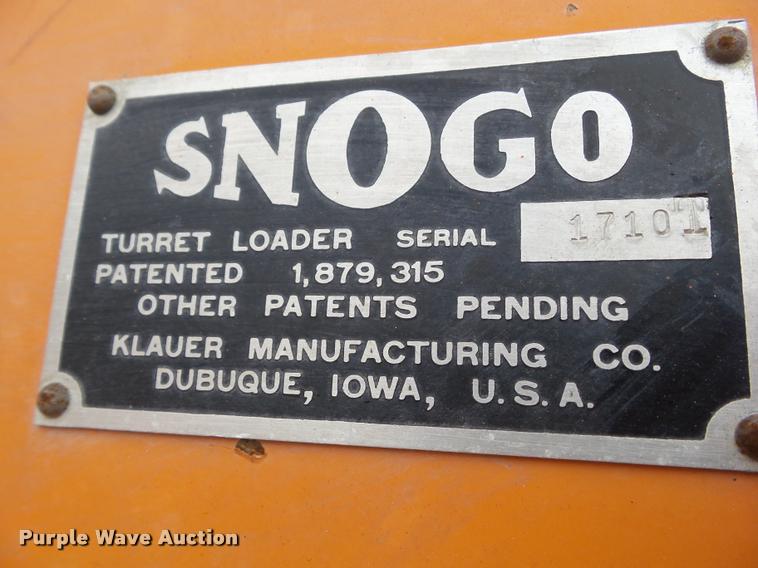 SNOGO
TURRET LOADER SERIAL 17101
PATENTED 1,879,315
OTHER PATENTS PENDING
KLAUER MANUFACTURING CO.
DUBUQUE, IOWA, U.S.A.
Purple Wave Auction